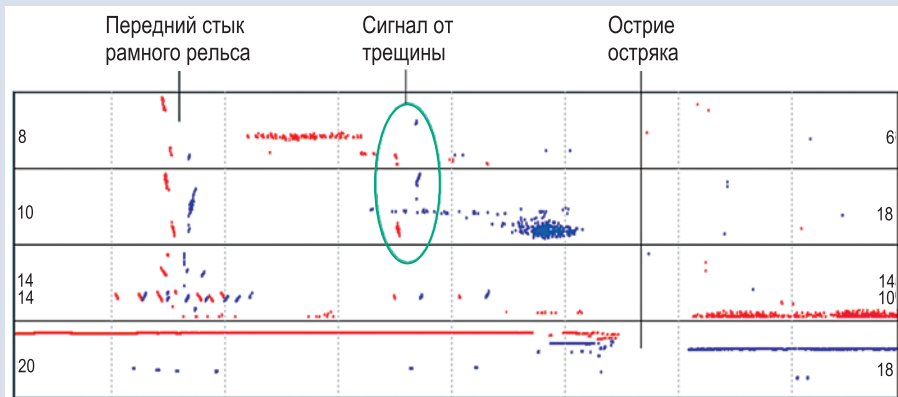 Передний стык
рамного рельса
Сигнал от
трещины
Острие
остряка
8
6
10
18
14
14
14
10
20
18